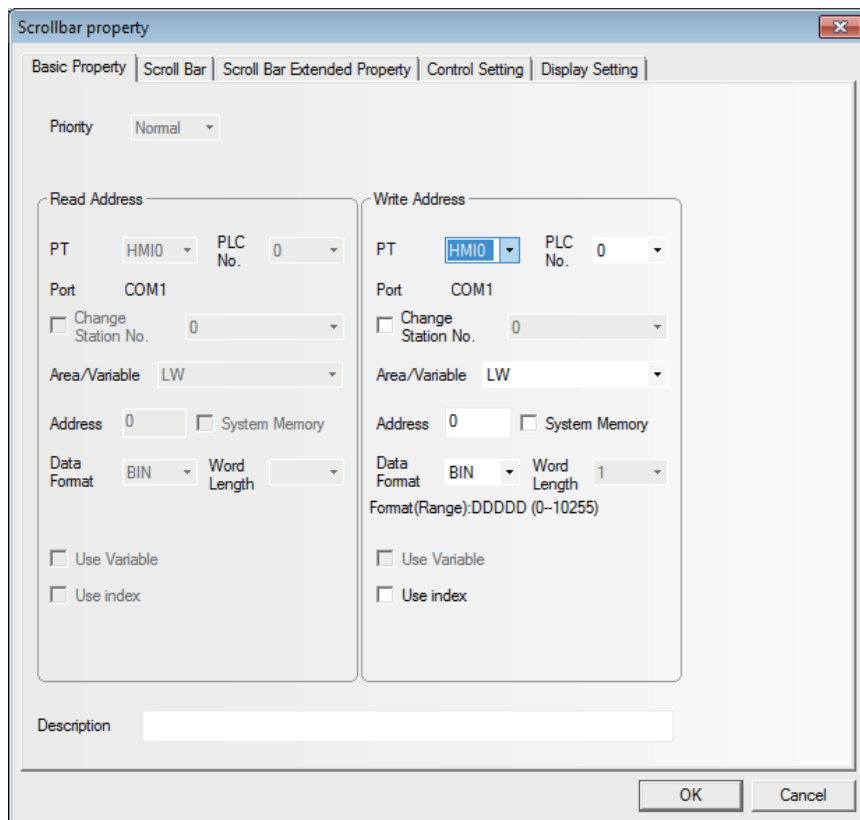 Scrollbar property
Basic Property Scroll Bar Scroll Bar Extended Property Control Setting Display Setting
Priority Normal
Read Address
PT HMI0 PLC No. 0
Port COM1
Change Station No. 0
Area/Variable LW
Address 0 System Memory
Data Format BIN Word Length
Use Variable
Use index
Write Address
PT HMI0 PLC No. 0
Port COM1
Change Station No. 0
Area/Variable LW
Address 0 System Memory
Data Format BIN Word Length 1
Format(Range):DDDDD (0--10255)
Use Variable
Use index
Description
OK Cancel